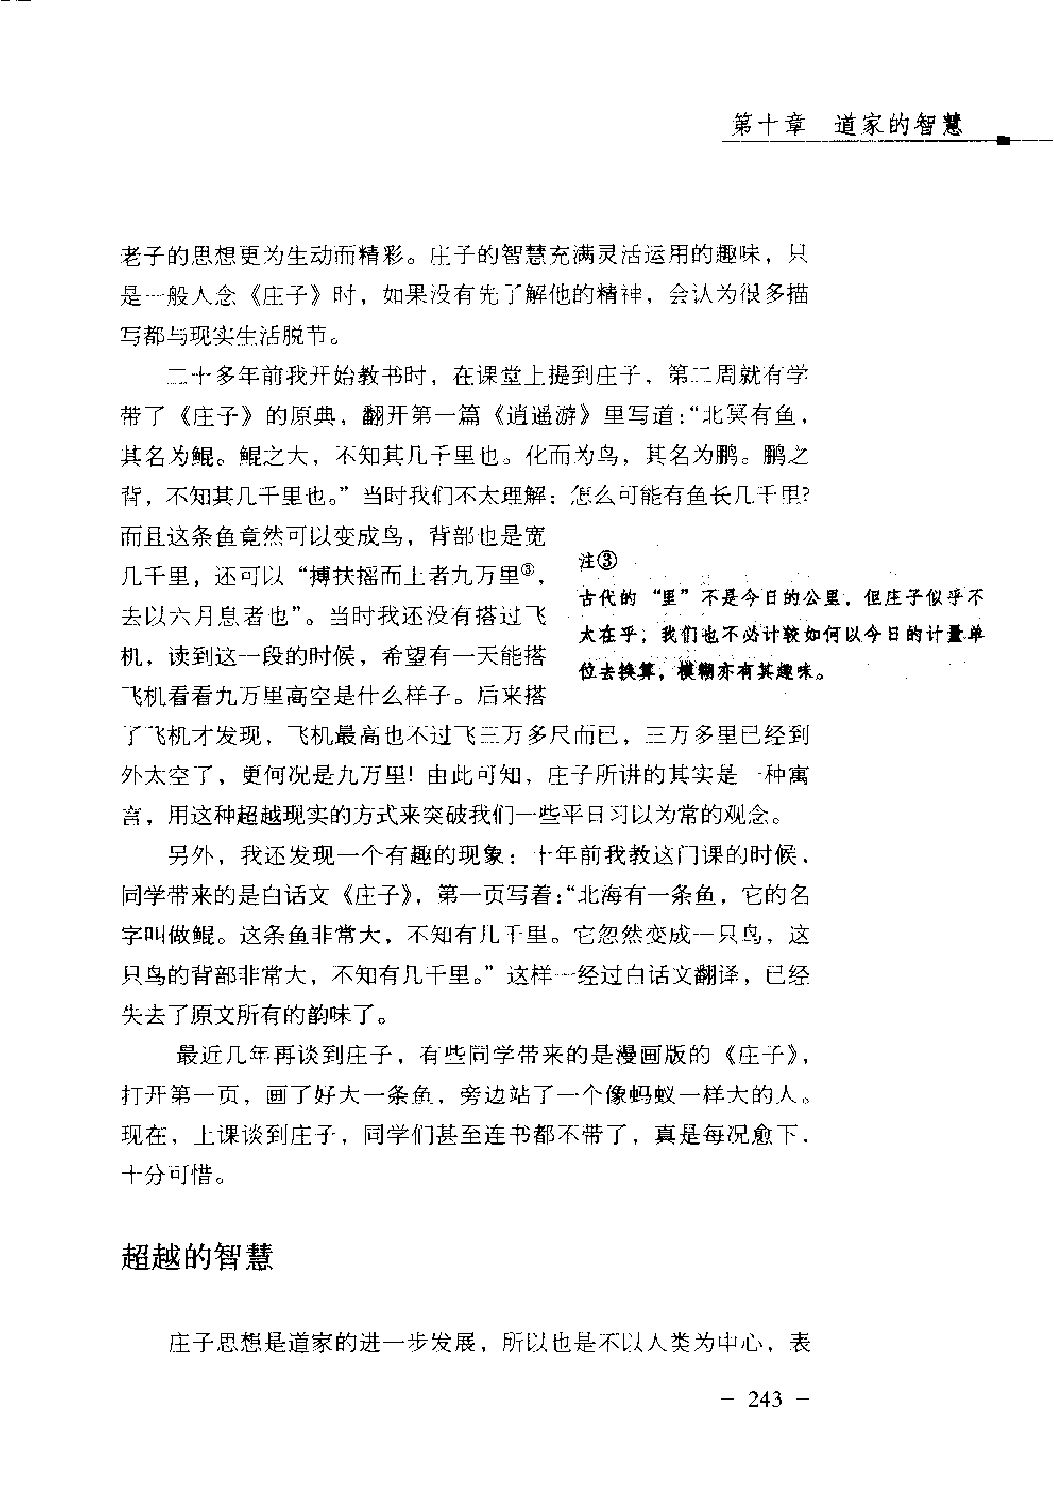 第十章 道家的智慧
老子的思想更为生动而精彩。庄子的智慧充满灵活运用的趣味，只
是一般人念《庄子》时，如果没有先了解他的精神，会认为很多描
写都与现实生活脱节。
二十多年前我开始教书时，在课堂上提到庄子，第二周就有学
带了《庄子》的原典，翻开第一篇《逍遥游》里写道：“北冥有鱼，
其名为鲲。鲲之大，不知其几千里也。化而为鸟，其名为鹏。鹏之
背，不知其几千里也。”当时我们不太理解：怎么可能有鱼长几千里?
而且这条鱼竟然可以变成鸟，背部也是宽
几千里，还可以“搏扶摇而上者九万里③，
去以六月息者也”。当时我还没有搭过飞
机，读到这一段的时候，希望有一天能搭
飞机看看九万里高空是什么样子。后来搭
了飞机才发现，飞机最高也不过飞三万多尺而已，三万多里已经到
外太空了，更何况是九万里! 由此可知，庄子所讲的其实是一种寓
言，用这种超越现实的方式来突破我们一些平日习以为常的观念。
注③
古代的“里”不是今日的公里，但庄子似乎不
太在乎；我们也不必计较如何以今日的计量单
位去换算，模糊亦有其趣味。
另外，我还发现一个有趣的现象：十年前我教这门课的时候，
同学带来的是白话文《庄子》，第一页写着：“北海有一条鱼，它的名
字叫做鲲。这条鱼非常大，不知有几千里。它忽然变成一只鸟，这
只鸟的背部非常大，不知有几千里。”这样一经过白话文翻译，已经
失去了原文所有的韵味了。
最近几年再谈到庄子，有些同学带来的是漫画版的《庄子》，
打开第一页，画了好大一条鱼，旁边站了一个像蚂蚁一样大的人。
现在，上课谈到庄子，同学们甚至连书都不带了，真是每况愈下，
十分可惜。
超越的智慧
庄子思想是道家的进一步发展，所以也是不以人类为中心，表
－ 243 －